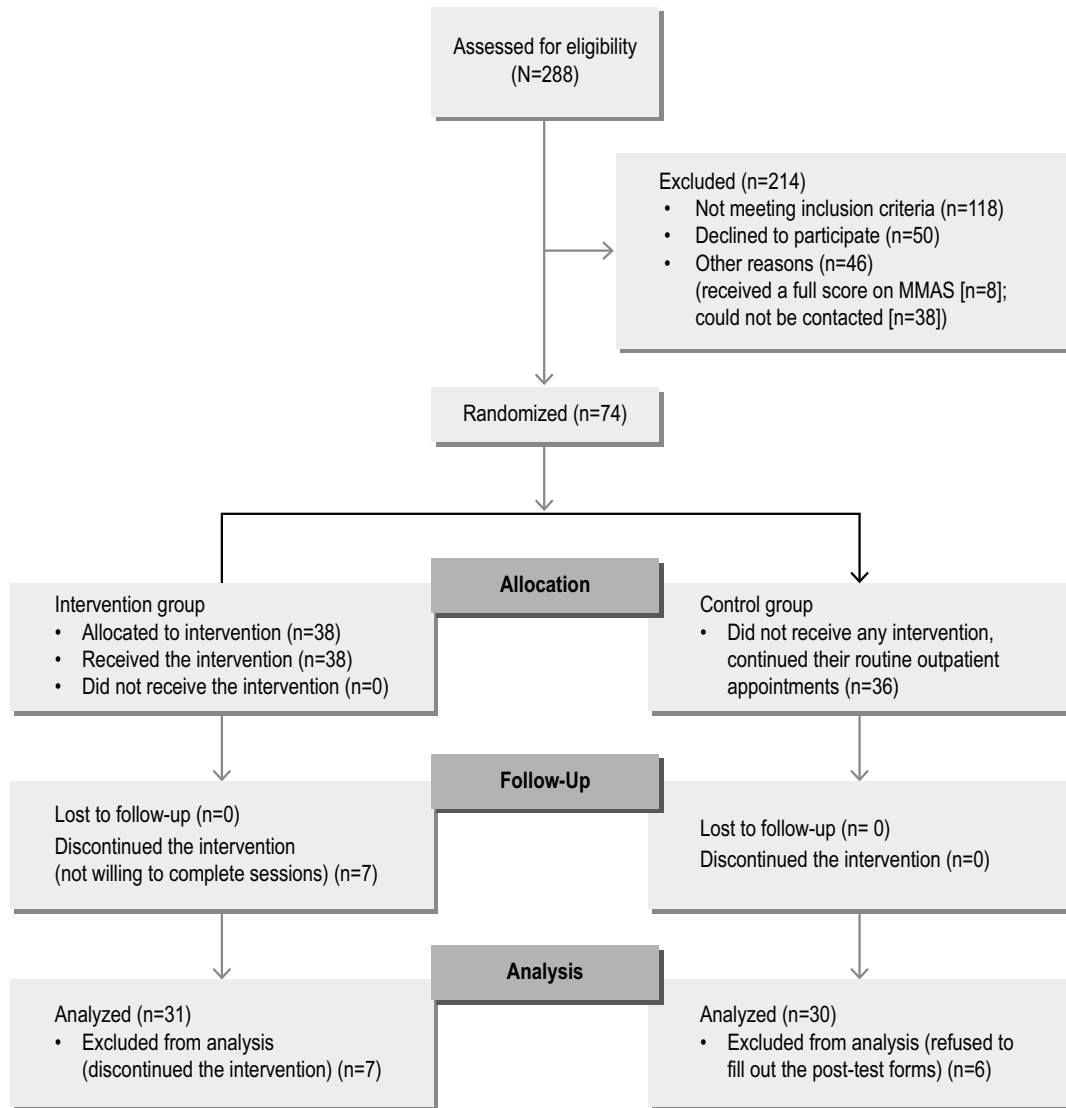 Assessed for eligibility
(N=288)
Excluded (n=214)
• Not meeting inclusion criteria (n=118)
• Declined to participate (n=50)
• Other reasons (n=46)
(received a full score on MMAS [n=8];
could not be contacted [n=38])
Randomized (n=74)
Allocation
Intervention group
• Allocated to intervention (n=38)
• Received the intervention (n=38)
• Did not receive the intervention (n=0)
Control group
• Did not receive any intervention,
continued their routine outpatient
appointments (n=36)
Follow-Up
Lost to follow-up (n=0)
Discontinued the intervention
(not willing to complete sessions) (n=7)
Lost to follow-up (n= 0)
Discontinued the intervention (n=0)
Analysis
Analyzed (n=31)
• Excluded from analysis
(discontinued the intervention) (n=7)
Analyzed (n=30)
• Excluded from analysis (refused to
fill out the post-test forms) (n=6)